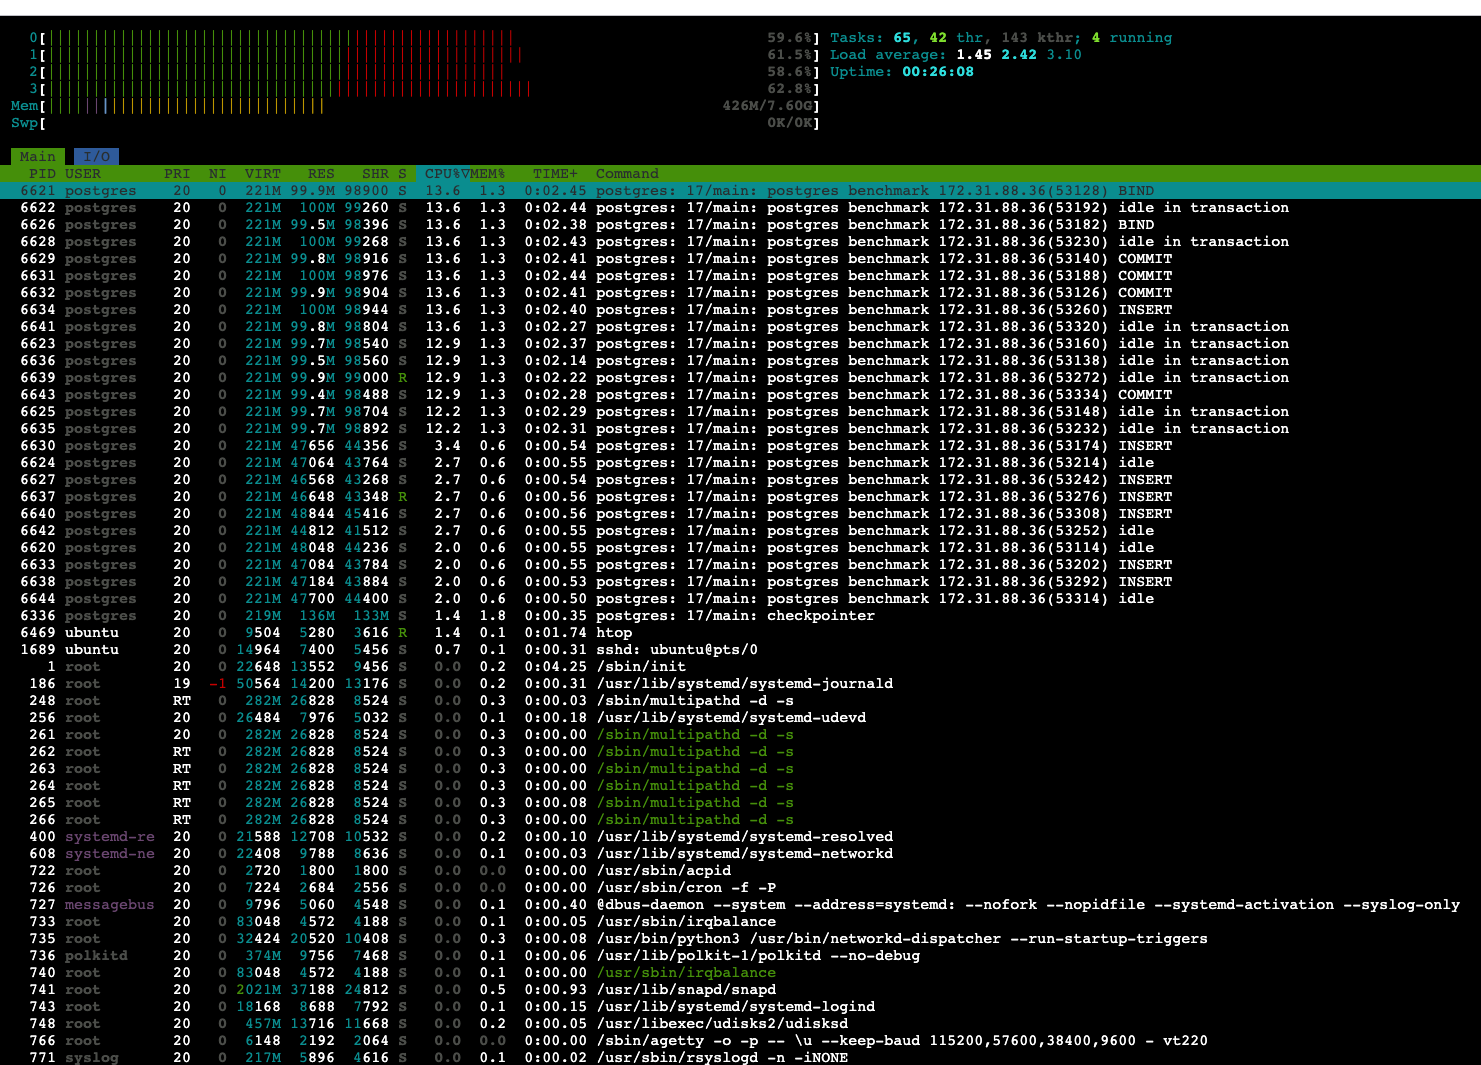 0[ 59.6%] Tasks: 65, 42 thr, 143 kthr; 4 running
1[ 61.5%] Load average: 1.45 2.42 3.10
2[ 58.6%] Uptime: 00:26:08
3[ 62.8%]
Mem[ 426M/7.60G]
Swp[ 0K/0K]
Main I/O
PID USER PRI NI VIRT RES SHR S CPU%▽MEM% TIME+ Command
6621 postgres 20 0 221M 99.9M 98900 S 13.6 1.3 0:02.45 postgres: 17/main: postgres benchmark 172.31.88.36(53128) BIND
6622 postgres 20 0 221M 100M 99260 S 13.6 1.3 0:02.44 postgres: 17/main: postgres benchmark 172.31.88.36(53192) idle in transaction
6626 postgres 20 0 221M 99.5M 98396 S 13.6 1.3 0:02.38 postgres: 17/main: postgres benchmark 172.31.88.36(53182) BIND
6628 postgres 20 0 221M 100M 99268 S 13.6 1.3 0:02.43 postgres: 17/main: postgres benchmark 172.31.88.36(53230) idle in transaction
6629 postgres 20 0 221M 99.8M 98916 S 13.6 1.3 0:02.41 postgres: 17/main: postgres benchmark 172.31.88.36(53140) COMMIT
6631 postgres 20 0 221M 100M 98976 S 13.6 1.3 0:02.44 postgres: 17/main: postgres benchmark 172.31.88.36(53188) COMMIT
6632 postgres 20 0 221M 99.9M 98904 S 13.6 1.3 0:02.41 postgres: 17/main: postgres benchmark 172.31.88.36(53126) COMMIT
6634 postgres 20 0 221M 100M 98944 S 13.6 1.3 0:02.40 postgres: 17/main: postgres benchmark 172.31.88.36(53260) INSERT
6641 postgres 20 0 221M 99.8M 98804 S 13.6 1.3 0:02.27 postgres: 17/main: postgres benchmark 172.31.88.36(53320) idle in transaction
6623 postgres 20 0 221M 99.7M 98540 S 12.9 1.3 0:02.37 postgres: 17/main: postgres benchmark 172.31.88.36(53160) idle in transaction
6636 postgres 20 0 221M 99.5M 98560 S 12.9 1.3 0:02.14 postgres: 17/main: postgres benchmark 172.31.88.36(53138) idle in transaction
6639 postgres 20 0 221M 99.9M 99000 R 12.9 1.3 0:02.22 postgres: 17/main: postgres benchmark 172.31.88.36(53272) idle in transaction
6643 postgres 20 0 221M 99.4M 98488 S 12.9 1.3 0:02.28 postgres: 17/main: postgres benchmark 172.31.88.36(53334) COMMIT
6625 postgres 20 0 221M 99.7M 98704 S 12.2 1.3 0:02.29 postgres: 17/main: postgres benchmark 172.31.88.36(53148) idle in transaction
6635 postgres 20 0 221M 99.7M 98892 S 12.2 1.3 0:02.31 postgres: 17/main: postgres benchmark 172.31.88.36(53232) idle in transaction
6630 postgres 20 0 221M 47656 44356 S 3.4 0.6 0:00.54 postgres: 17/main: postgres benchmark 172.31.88.36(53174) INSERT
6624 postgres 20 0 221M 47064 43764 S 2.7 0.6 0:00.55 postgres: 17/main: postgres benchmark 172.31.88.36(53214) idle
6627 postgres 20 0 221M 46568 43268 S 2.7 0.6 0:00.54 postgres: 17/main: postgres benchmark 172.31.88.36(53242) INSERT
6637 postgres 20 0 221M 46648 43348 R 2.7 0.6 0:00.56 postgres: 17/main: postgres benchmark 172.31.88.36(53276) INSERT
6640 postgres 20 0 221M 48844 45416 S 2.7 0.6 0:00.56 postgres: 17/main: postgres benchmark 172.31.88.36(53308) INSERT
6642 postgres 20 0 221M 44812 41512 S 2.7 0.6 0:00.55 postgres: 17/main: postgres benchmark 172.31.88.36(53252) idle
6620 postgres 20 0 221M 48048 44236 S 2.0 0.6 0:00.55 postgres: 17/main: postgres benchmark 172.31.88.36(53114) idle
6633 postgres 20 0 221M 47084 43784 S 2.0 0.6 0:00.55 postgres: 17/main: postgres benchmark 172.31.88.36(53202) INSERT
6638 postgres 20 0 221M 47184 43884 S 2.0 0.6 0:00.53 postgres: 17/main: postgres benchmark 172.31.88.36(53292) INSERT
6644 postgres 20 0 221M 47700 44400 S 2.0 0.6 0:00.50 postgres: 17/main: postgres benchmark 172.31.88.36(53314) idle
6336 postgres 20 0 219M 136M 133M S 1.4 1.8 0:00.35 postgres: 17/main: checkpointer
6469 ubuntu 20 0 9504 5280 3616 R 1.4 0.1 0:01.74 htop
1689 ubuntu 20 0 14964 7400 5456 S 0.7 0.1 0:00.31 sshd: ubuntu@pts/0
1 root 20 0 22648 13552 9456 S 0.0 0.2 0:04.25 /sbin/init
186 root 19 -1 50564 14200 13176 S 0.0 0.2 0:00.31 /usr/lib/systemd/systemd-journald
248 root RT 0 282M 26828 8524 S 0.0 0.3 0:00.03 /sbin/multipathd -d -s
256 root 20 0 26484 7976 5032 S 0.0 0.1 0:00.18 /usr/lib/systemd/systemd-udevd
261 root 20 0 282M 26828 8524 S 0.0 0.3 0:00.00 /sbin/multipathd -d -s
262 root RT 0 282M 26828 8524 S 0.0 0.3 0:00.00 /sbin/multipathd -d -s
263 root RT 0 282M 26828 8524 S 0.0 0.3 0:00.00 /sbin/multipathd -d -s
264 root RT 0 282M 26828 8524 S 0.0 0.3 0:00.00 /sbin/multipathd -d -s
265 root RT 0 282M 26828 8524 S 0.0 0.3 0:00.08 /sbin/multipathd -d -s
266 root RT 0 282M 26828 8524 S 0.0 0.3 0:00.00 /sbin/multipathd -d -s
400 systemd-re 20 0 21588 12708 10532 S 0.0 0.2 0:00.10 /usr/lib/systemd/systemd-resolved
608 systemd-ne 20 0 22408 9788 8636 S 0.0 0.1 0:00.03 /usr/lib/systemd/systemd-networkd
722 root 20 0 2720 1800 1800 S 0.0 0.0 0:00.00 /usr/sbin/acpid
726 root 20 0 7224 2684 2556 S 0.0 0.0 0:00.00 /usr/sbin/cron -f -P
727 messagebus 20 0 9796 5060 4548 S 0.0 0.1 0:00.40 @dbus-daemon --system --address=systemd: --nofork --nopidfile --systemd-activation --syslog-only
733 root 20 0 83048 4572 4188 S 0.0 0.1 0:00.05 /usr/sbin/irqbalance
735 root 20 0 32424 20520 10408 S 0.0 0.3 0:00.08 /usr/bin/python3 /usr/bin/networkd-dispatcher --run-startup-triggers
736 polkitd 20 0 374M 9756 7468 S 0.0 0.1 0:00.06 /usr/lib/polkit-1/polkitd --no-debug
740 root 20 0 83048 4572 4188 S 0.0 0.1 0:00.00 /usr/sbin/irqbalance
741 root 20 0 2021M 37188 24812 S 0.0 0.5 0:00.93 /usr/lib/snapd/snapd
743 root 20 0 18168 8688 7792 S 0.0 0.1 0:00.15 /usr/lib/systemd/systemd-logind
748 root 20 0 457M 13716 11668 S 0.0 0.2 0:00.05 /usr/libexec/udisks2/udisksd
766 root 20 0 6148 2192 2064 S 0.0 0.0 0:00.00 /sbin/agetty -o -p -- \u --keep-baud 115200,57600,38400,9600 - vt220
771 syslog 20 0 217M 5896 4616 S 0.0 0.1 0:00.02 /usr/sbin/rsyslogd -n -iNONE